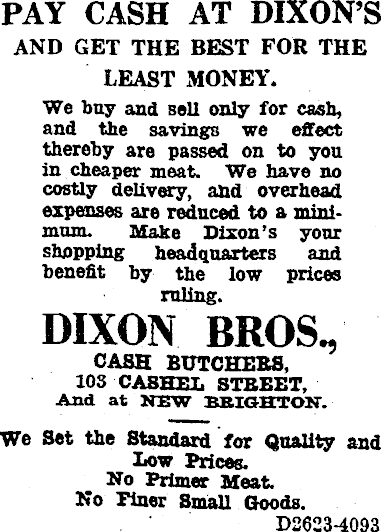 PAY CASH AT DIXON'S
AND GET THE BEST FOR THE
LEAST MONEY.
We buy and sell only for cash,
and the savings we effect
thereby are passed on to you
in cheaper meat. We have no
costly delivery, and overhead
expenses are reduced to a mini-
mum. Make Dixon's your
shopping headquarters and
benefit by the low prices
ruling.
DIXON BROS.,
CASH BUTCHERS,
103 CASHEL STREET,
And at NEW BRIGHTON.
We Set the Standard for Quality and
Low Prices.
No Primer Meat.
No Finer Small Goods.
D2623-4093